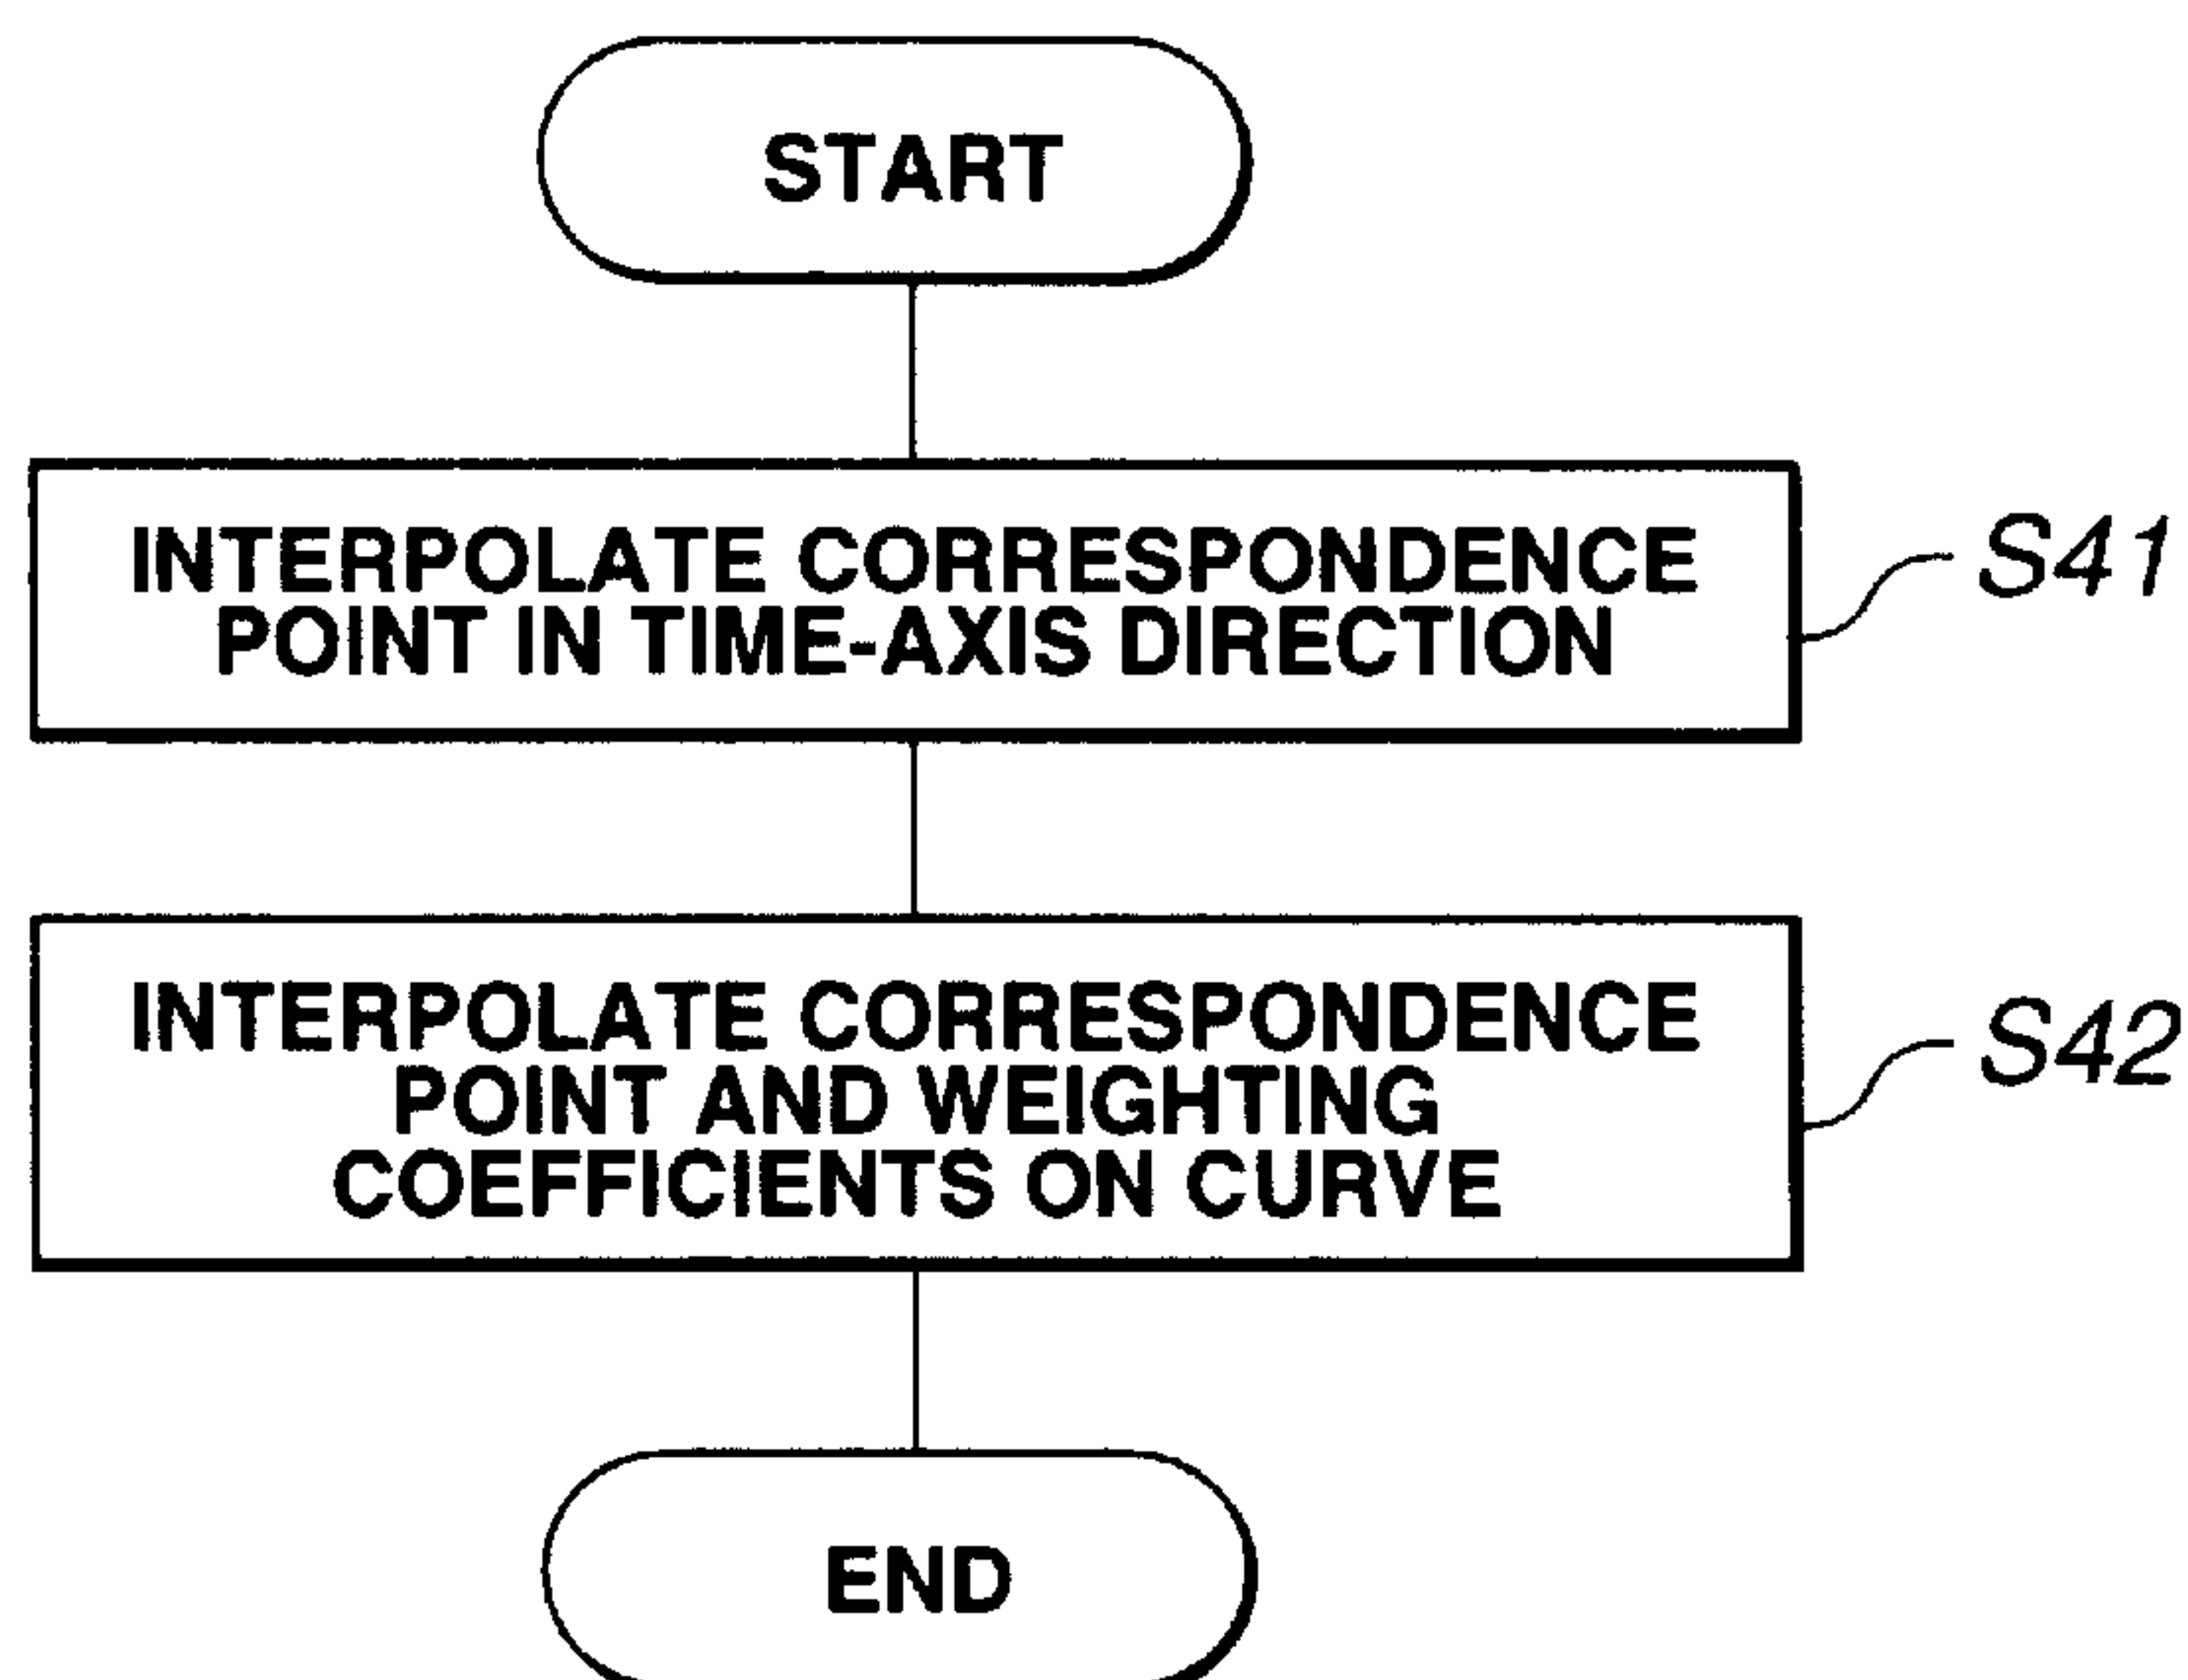 START
INTERPOLATE CORRESPONDENCE
POINT IN TIME-AXIS DIRECTION
S41
INTERPOLATE CORRESPONDENCE
POINT AND WEIGHTING
COEFFICIENTS ON CURVE
S42
END